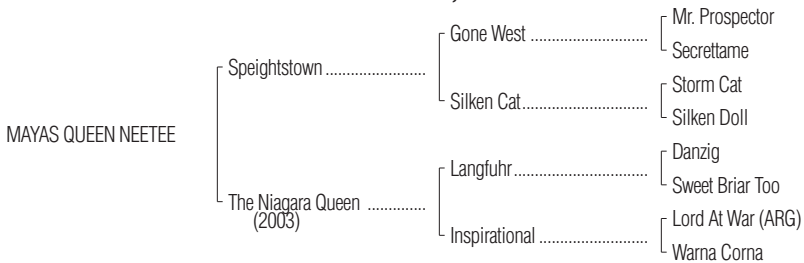 Mr. Prospector
Gone West ..............................
Secrettame
Speightstown .........................
Storm Cat
Silken Cat................................
Silken Doll
MAYAS QUEEN NEETEE
Danzig
Langfuhr..................................
Sweet Briar Too
The Niagara Queen ..............
(2003)
Lord At War (ARG)
Inspirational ............................
Warna Corna